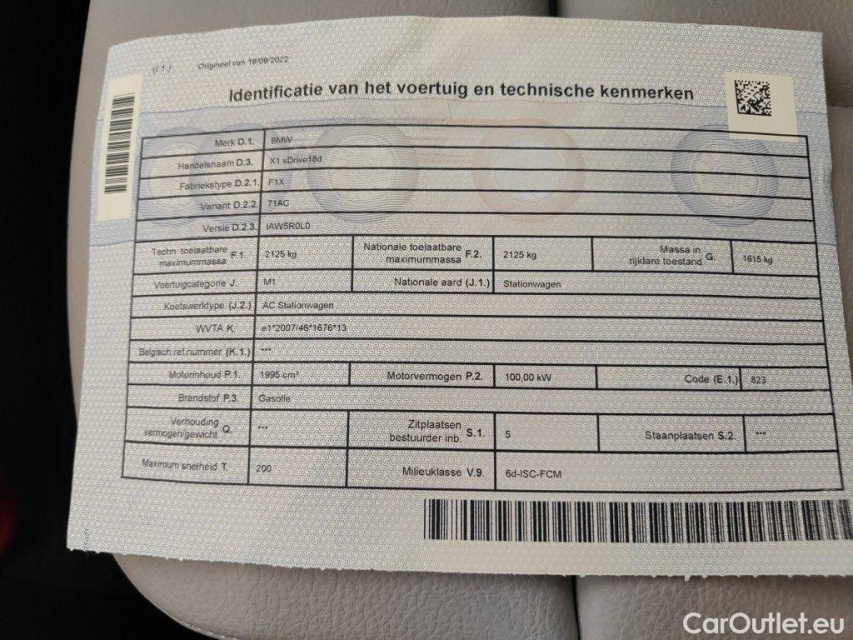 (I 1.) Origineel van 19/09/2022
Identificatie van het voertuig en technische kenmerken
Merk D.1. BMW
Handelsnaam D.3. X1 sDrive18d
Fabriekstype D.2.1. F1X
Variant D.2.2. 71AC
Versie D.2.3. IAW5R0L0
Techn. toelaatbare maximummassa F.1. 2125 kg Nationale toelaatbare maximummassa F.2. 2125 kg Massa in rijklare toestand G. 1615 kg
Voertuigcategorie J. M1 Nationale aard (J.1.) Stationwagen
Koetswerktype (J.2.) AC Stationwagen
WVTA K. e1*2007/46*1676*13
Belgisch ref.nummer (K.1.) ***
Motorinhoud P.1. 1995 cm³ Motorvermogen P.2. 100,00 kW Code (E.1.) 823
Brandstof P.3. Gasolie
Verhouding vermogen/gewicht Q. *** Zitplaatsen bestuurder inb. S.1. 5 Staanplaatsen S.2. ***
Maximum snelheid T. 200 Milieuklasse V.9. 6d-ISC-FCM
CarOutlet.eu